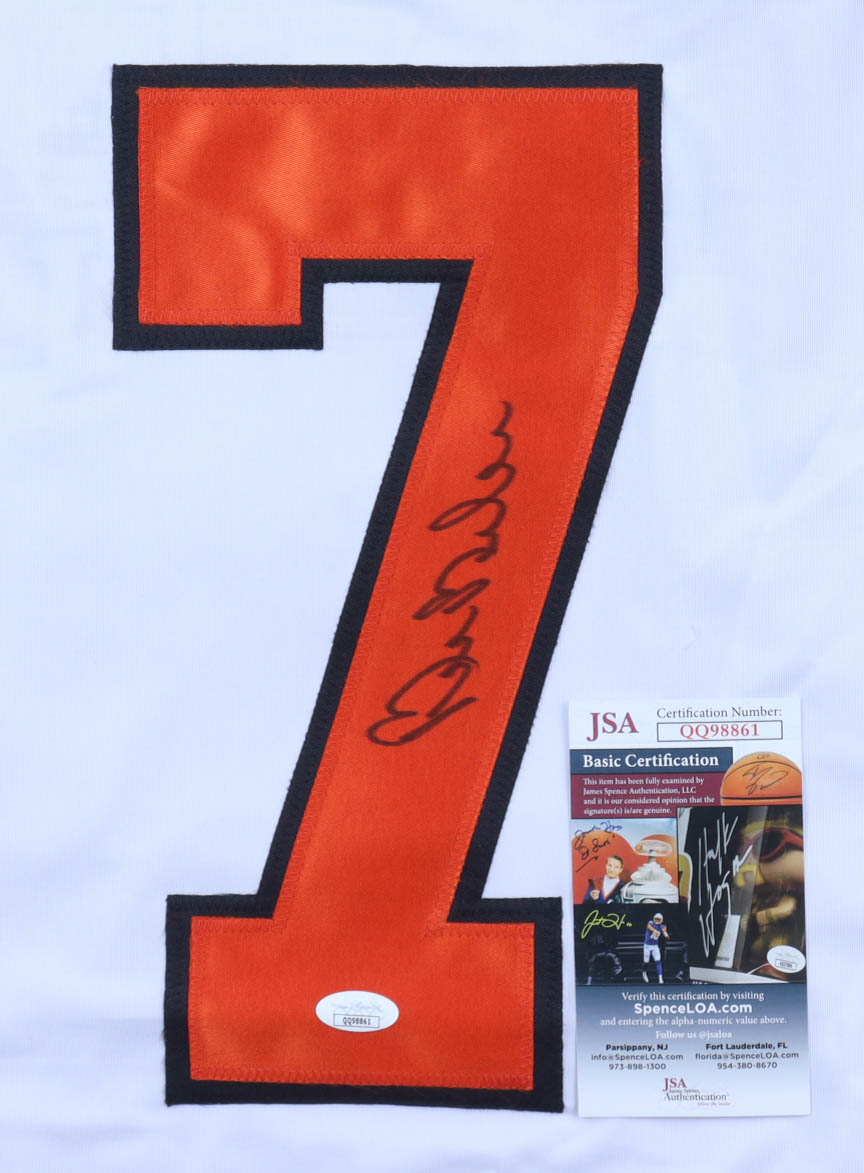 7
JSA
Certification Number:
QQ98861
Basic Certification
This item has been fully examined by
James Spence Authentication, LLC
and it is our considered opinion that the
signature(s) is/are genuine.
Verify this certification by visiting
SpenceLOA.com
and entering the alpha-numeric value above.
Follow us @jsaloa
Parsippany, NJ
info@SpenceLOA.com
973-898-1300
Fort Lauderdale, FL
florida@SpenceLOA.com
954-380-8670
JSA
James Spence
Authentication
QQ98861